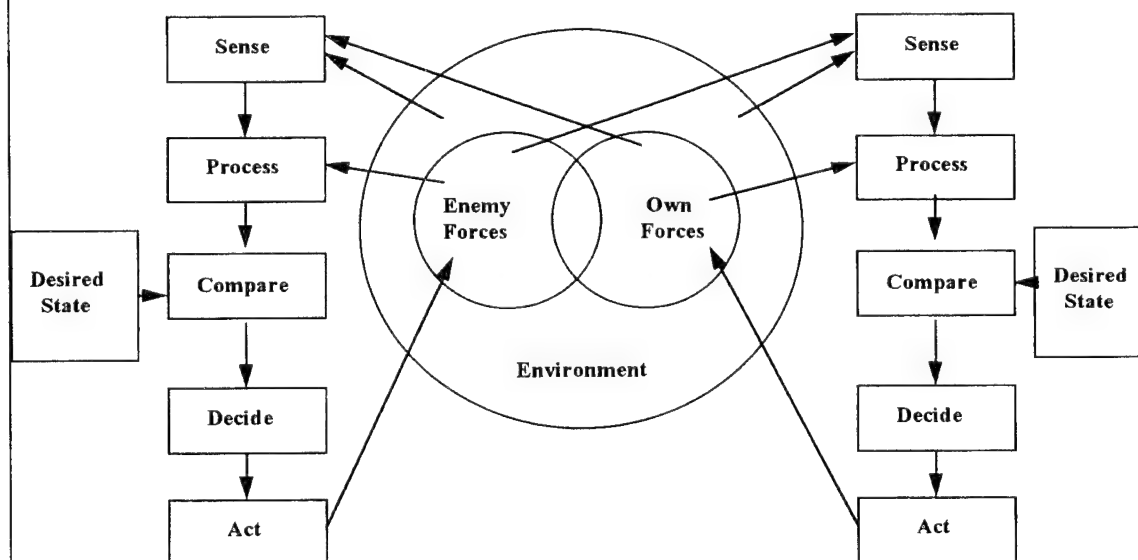 Sense
Process
Desired
State
Compare
Decide
Act
Enemy
Forces
Own
Forces
Environment
Sense
Process
Compare
Desired
State
Decide
Act